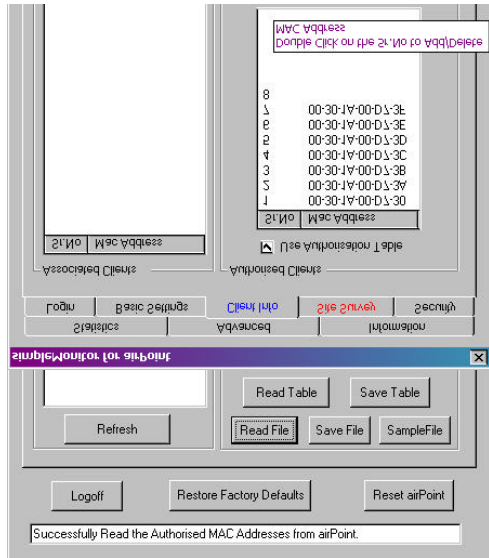 simpleMonitor for airPoint
Statistics Advanced Information
Login Basic Settings Client Info Site Survey Security
Associated Clients Authorised Clients
Use Authorisation Table
Sr.No Mac Address
Sr.No Mac Address
1 00-30-1A-00-D7-30
2 00-30-1A-00-D7-3A
3 00-30-1A-00-D7-3B
4 00-30-1A-00-D7-3C
5 00-30-1A-00-D7-3D
6 00-30-1A-00-D7-3E
7 00-30-1A-00-D7-3F
8
Double Click on the Sr.No to Add/Delete
MAC Address
Read Table Save Table
Refresh Read File Save File SampleFile
Logoff Restore Factory Defaults Reset airPoint
Successfully Read the Authorised MAC Addresses from airPoint.